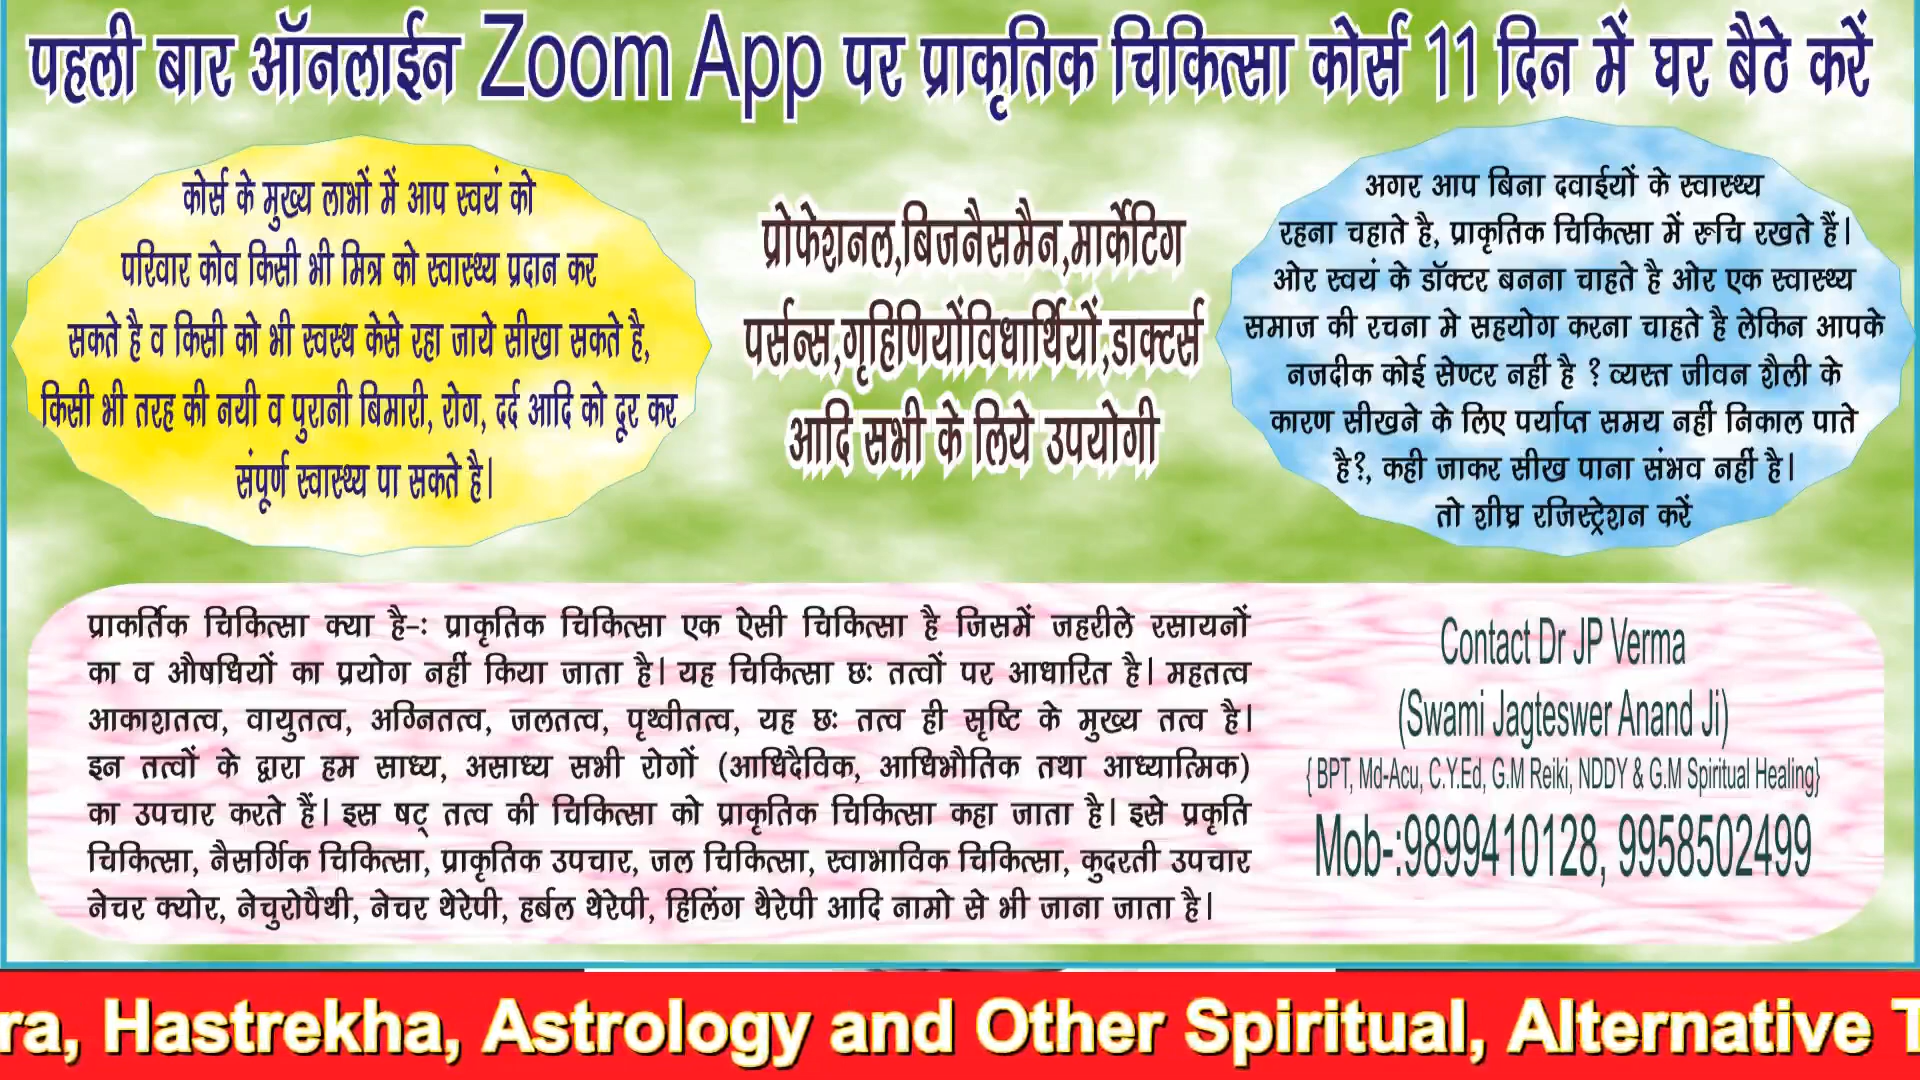 पहली बार ऑनलाईन Zoom App पर प्राकृतिक चिकित्सा कोर्स 11 दिन में घर बैठे करें
कोर्स के मुख्य लाभों में आप स्वयं को
परिवार कोव किसी भी मित्र को स्वास्थ्य प्रदान कर
सकते है व किसी को भी स्वस्थ केसे रहा जाये सीखा सकते है,
किसी भी तरह की नयी व पुरानी बिमारी, रोग, दर्द आदि को दूर कर
संपूर्ण स्वास्थ्य पा सकते है।
प्रोफेशनल,बिजनैसमैन,मार्केटिग
पर्सन्स,गृहिणियोंविधार्थियों,डाक्टर्स
आदि सभी के लिये उपयोगी
अगर आप बिना दवाईयों के स्वास्थ्य
रहना चहाते है, प्राकृतिक चिकित्सा में रूचि रखते हैं।
ओर स्वयं के डॉक्टर बनना चाहते है ओर एक स्वास्थ्य
समाज की रचना मे सहयोग करना चाहते है लेकिन आपके
नजदीक कोई सेण्टर नहीं है ? व्यस्त जीवन शैली के
कारण सीखने के लिए पर्याप्त समय नहीं निकाल पाते
है?, कही जाकर सीख पाना संभव नहीं है।
तो शीघ्र रजिस्ट्रेशन करें
प्राकर्तिक चिकित्सा क्या है-: प्राकृतिक चिकित्सा एक ऐसी चिकित्सा है जिसमें जहरीले रसायनों
का व औषधियों का प्रयोग नहीं किया जाता है। यह चिकित्सा छः तत्वों पर आधारित है। महतत्व
आकाशतत्व, वायुतत्व, अग्नितत्व, जलतत्व, पृथ्वीतत्व, यह छः तत्व ही सृष्टि के मुख्य तत्व है।
इन तत्वों के द्वारा हम साध्य, असाध्य सभी रोगों (आधिदैविक, आधिभौतिक तथा आध्यात्मिक)
का उपचार करते हैं। इस षट् तत्व की चिकित्सा को प्राकृतिक चिकित्सा कहा जाता है। इसे प्रकृति
चिकित्सा, नैसर्गिक चिकित्सा, प्राकृतिक उपचार, जल चिकित्सा, स्वाभाविक चिकित्सा, कुदरती उपचार
नेचर क्योर, नेचुरोपैथी, नेचर थेरेपी, हर्बल थेरेपी, हिलिंग थैरेपी आदि नामो से भी जाना जाता है।
Contact Dr JP Verma
(Swami Jagteswer Anand Ji)
{ BPT, Md-Acu, C.Y.Ed, G.M Reiki, NDDY & G.M Spiritual Healing}
Mob-:9899410128, 9958502499
ra, Hastrekha, Astrology and Other Spiritual, Alternative T